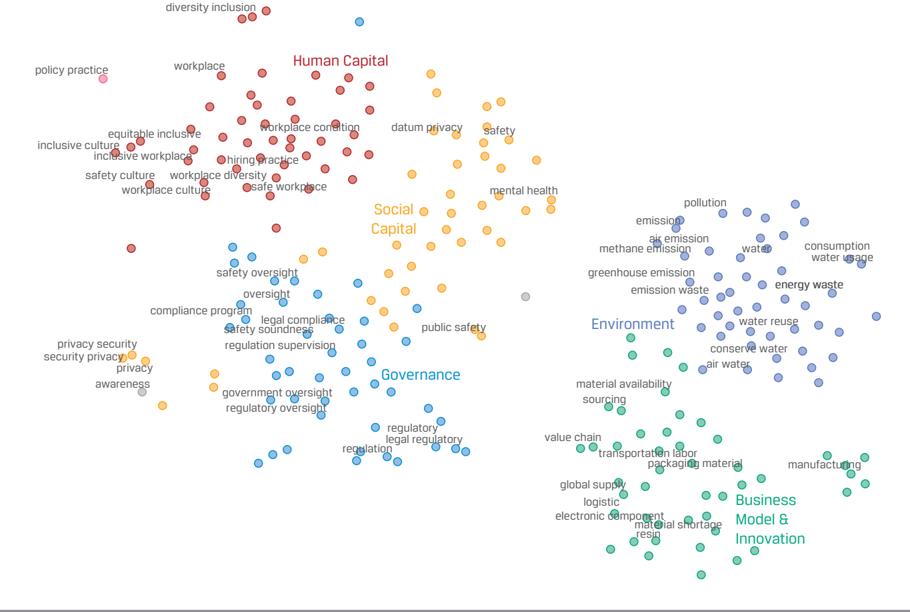 diversity inclusion
Human Capital
workplace
policy practice
equitable inclusive
workplace condition
datum privacy
safety
inclusive culture
inclusive workplace
hiring practice
safety culture
workplace diversity
workplace culture
safe workplace
mental health
Social
Capital
pollution
emission
air emission
methane emission
water
consumption
water usage
safety oversight
greenhouse emission
energy waste
oversight
emission waste
compliance program
legal compliance
safety soundness
public safety
Environment
water reuse
privacy security
regulation supervision
conserve water
security privacy
privacy
air water
awareness
Governance
material availability
government oversight
sourcing
regulatory oversight
regulatory
legal regulatory
regulation
value chain
transportation labor
packaging material
manufacturing
global supply
logistic
Business
Model &
Innovation
electronic component
material shortage
resin